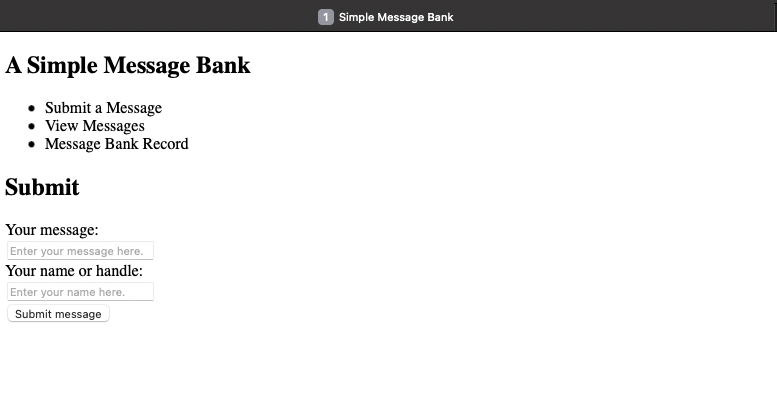 1 Simple Message Bank
A Simple Message Bank
Submit a Message
View Messages
Message Bank Record
Submit
Your message:
Enter your message here.
Your name or handle:
Enter your name here.
Submit message